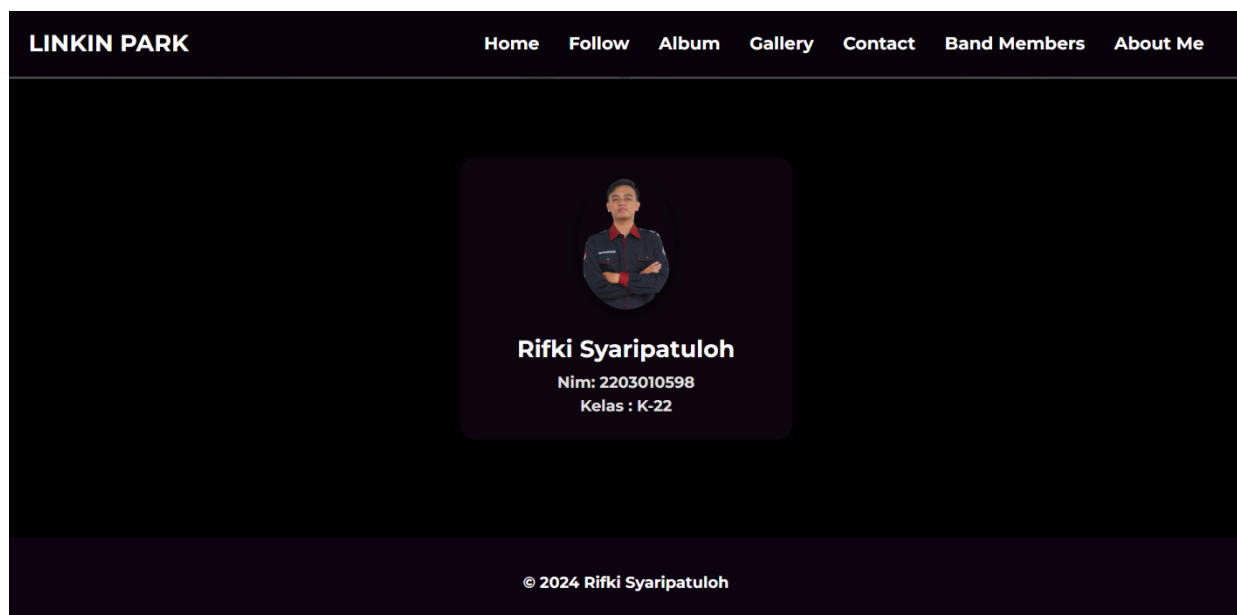 LINKIN PARK
Home Follow Album Gallery Contact Band Members About Me
Rifki Syaripatuloh
Nim: 2203010598
Kelas : K-22
© 2024 Rifki Syaripatuloh